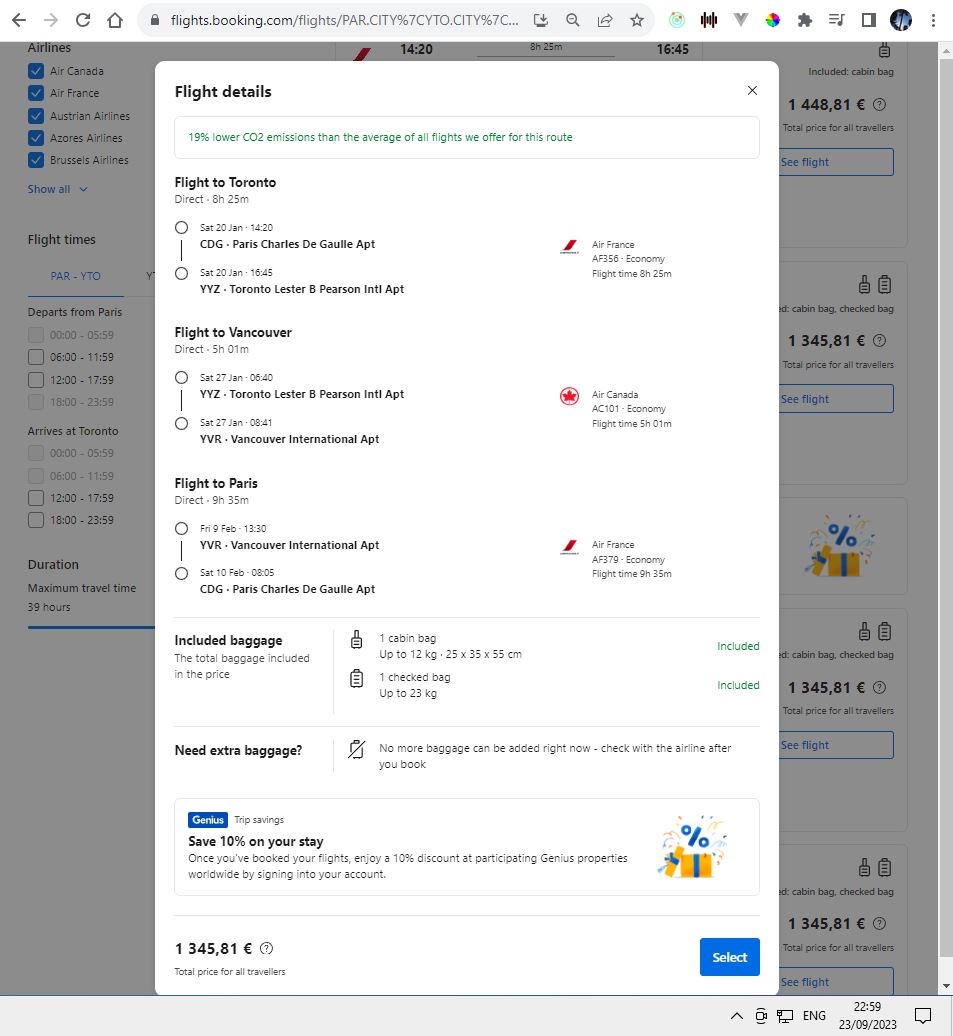 flights.booking.com/flights/PAR.CITY%7CYTO.CITY%7C...
Airlines
Air Canada
Air France
Austrian Airlines
Azores Airlines
Brussels Airlines
Show all
Flight times
PAR - YTO
Departs from Paris
00:00 - 05:59
06:00 - 11:59
12:00 - 17:59
18:00 - 23:59
Arrives at Toronto
00:00 - 05:59
06:00 - 11:59
12:00 - 17:59
18:00 - 23:59
Duration
Maximum travel time
39 hours
14:20
8h 25m
16:45
Flight details
19% lower CO2 emissions than the average of all flights we offer for this route
Flight to Toronto
Direct · 8h 25m
Sat 20 Jan · 14:20
CDG · Paris Charles De Gaulle Apt
Sat 20 Jan · 16:45
YYZ · Toronto Lester B Pearson Intl Apt
Air France
AF356 · Economy
Flight time 8h 25m
Flight to Vancouver
Direct · 5h 01m
Sat 27 Jan · 06:40
YYZ · Toronto Lester B Pearson Intl Apt
Sat 27 Jan · 08:41
YVR · Vancouver International Apt
Air Canada
AC101 · Economy
Flight time 5h 01m
Flight to Paris
Direct · 9h 35m
Fri 9 Feb · 13:30
YVR · Vancouver International Apt
Sat 10 Feb · 08:05
CDG · Paris Charles De Gaulle Apt
Air France
AF379 · Economy
Flight time 9h 35m
Included baggage
The total baggage included
in the price
1 cabin bag
Up to 12 kg · 25 x 35 x 55 cm
Included
1 checked bag
Up to 23 kg
Included
Need extra baggage?
No more baggage can be added right now - check with the airline after
you book
Genius Trip savings
Save 10% on your stay
Once you've booked your flights, enjoy a 10% discount at participating Genius properties
worldwide by signing into your account.
1 345,81 €
Total price for all travellers
Select
Included: cabin bag
1 448,81 €
Total price for all travellers
See flight
cabin bag, checked bag
1 345,81 €
Total price for all travellers
See flight
cabin bag, checked bag
1 345,81 €
Total price for all travellers
See flight
cabin bag, checked bag
1 345,81 €
Total price for all travellers
See flight
ENG
22:59
23/09/2023